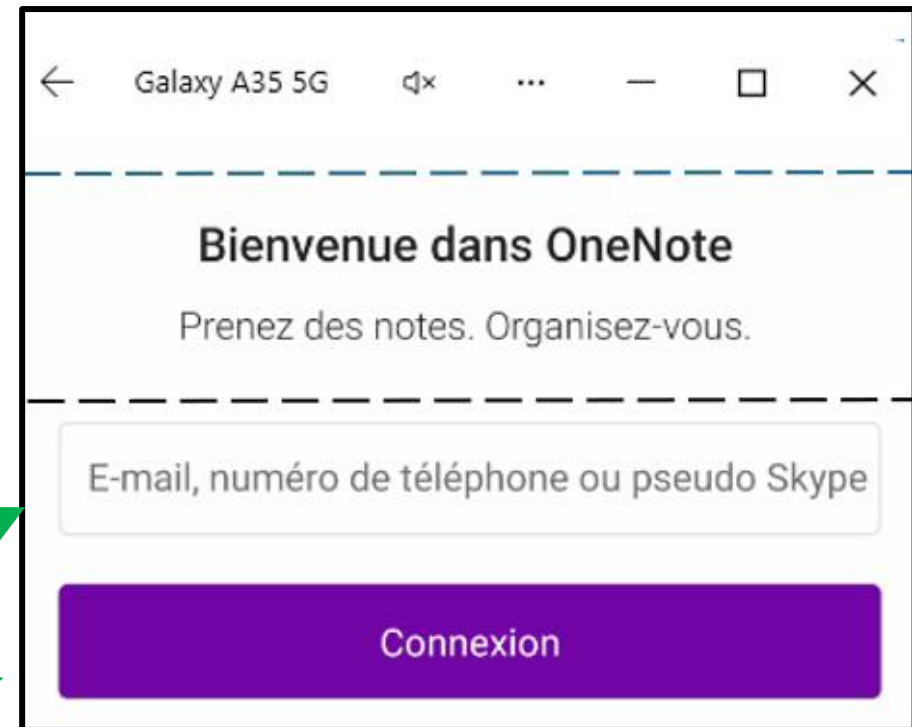 Galaxy A35 5G
Bienvenue dans OneNote
Prenez des notes. Organisez-vous.
E-mail, numéro de téléphone ou pseudo Skype
Connexion